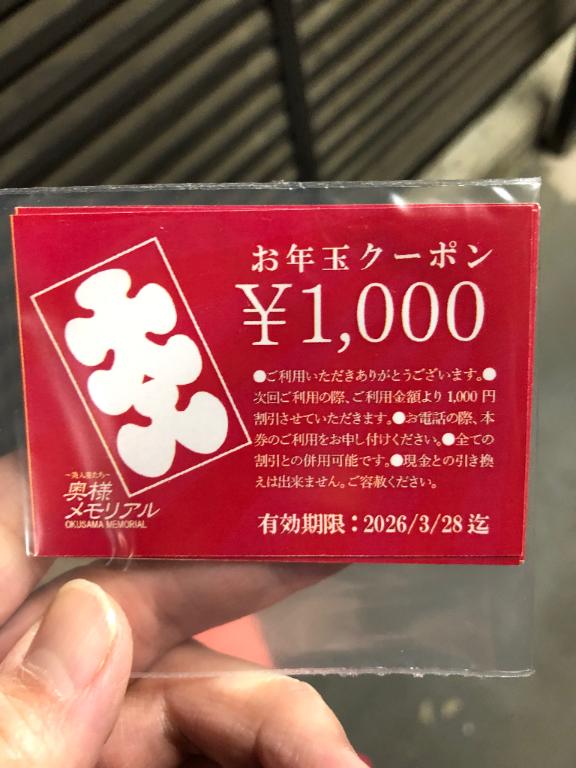 お年玉クーポン
¥1,000
●ご利用いただきありがとうございます。●
次回ご利用の際、ご利用金額より1,000円
割引させていただきます。●お電話の際、本
券のご利用をお申し付けください。●全ての
割引との併用可能です。●現金との引き換
えは出来ません。ご容赦ください。
有効期限：2026/3/28迄
奥様
メモリアル
OKUSAMA MEMORIAL